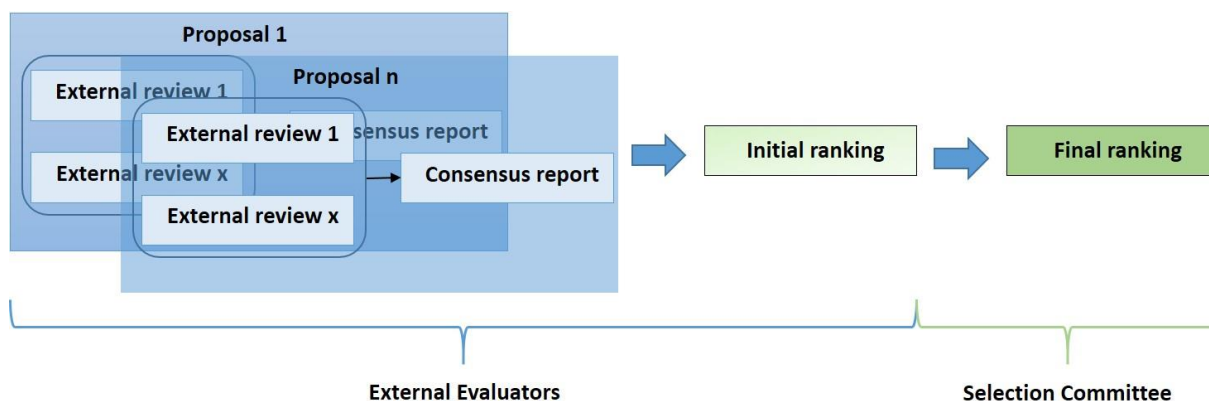 Proposal 1
External review 1
External review x
sensus report
Proposal n
External review 1
External review x
Consensus report
Initial ranking
Final ranking
External Evaluators
Selection Committee